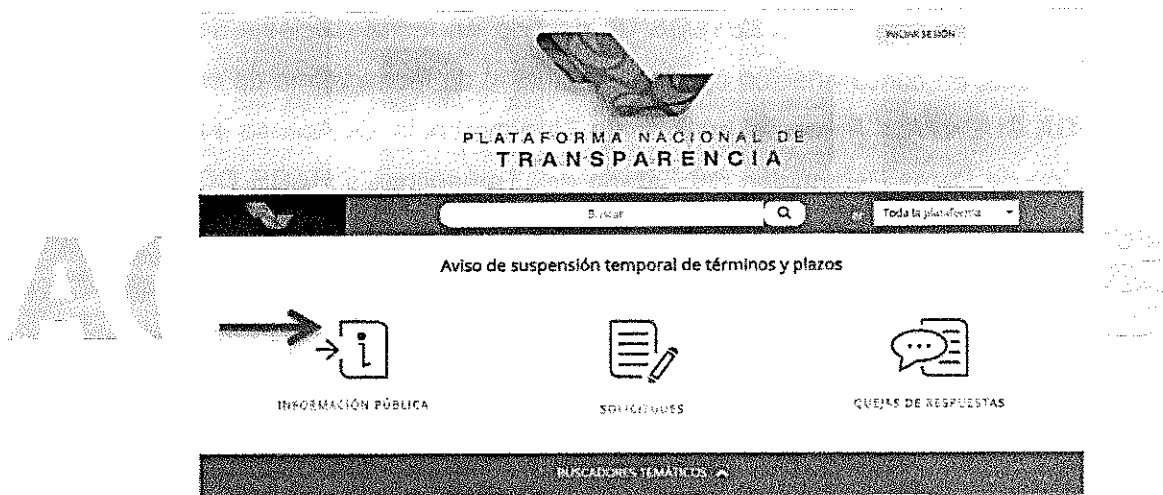 INICIAR SESIÓN
PLATAFORMA NACIONAL DE
TRANSPARENCIA
Buscar
en
Toda la plataforma
Aviso de suspensión temporal de términos y plazos
INFORMACIÓN PÚBLICA
SOLICITUDES
QUEJAS DE RESPUESTAS
BUSCADORES TEMÁTICOS